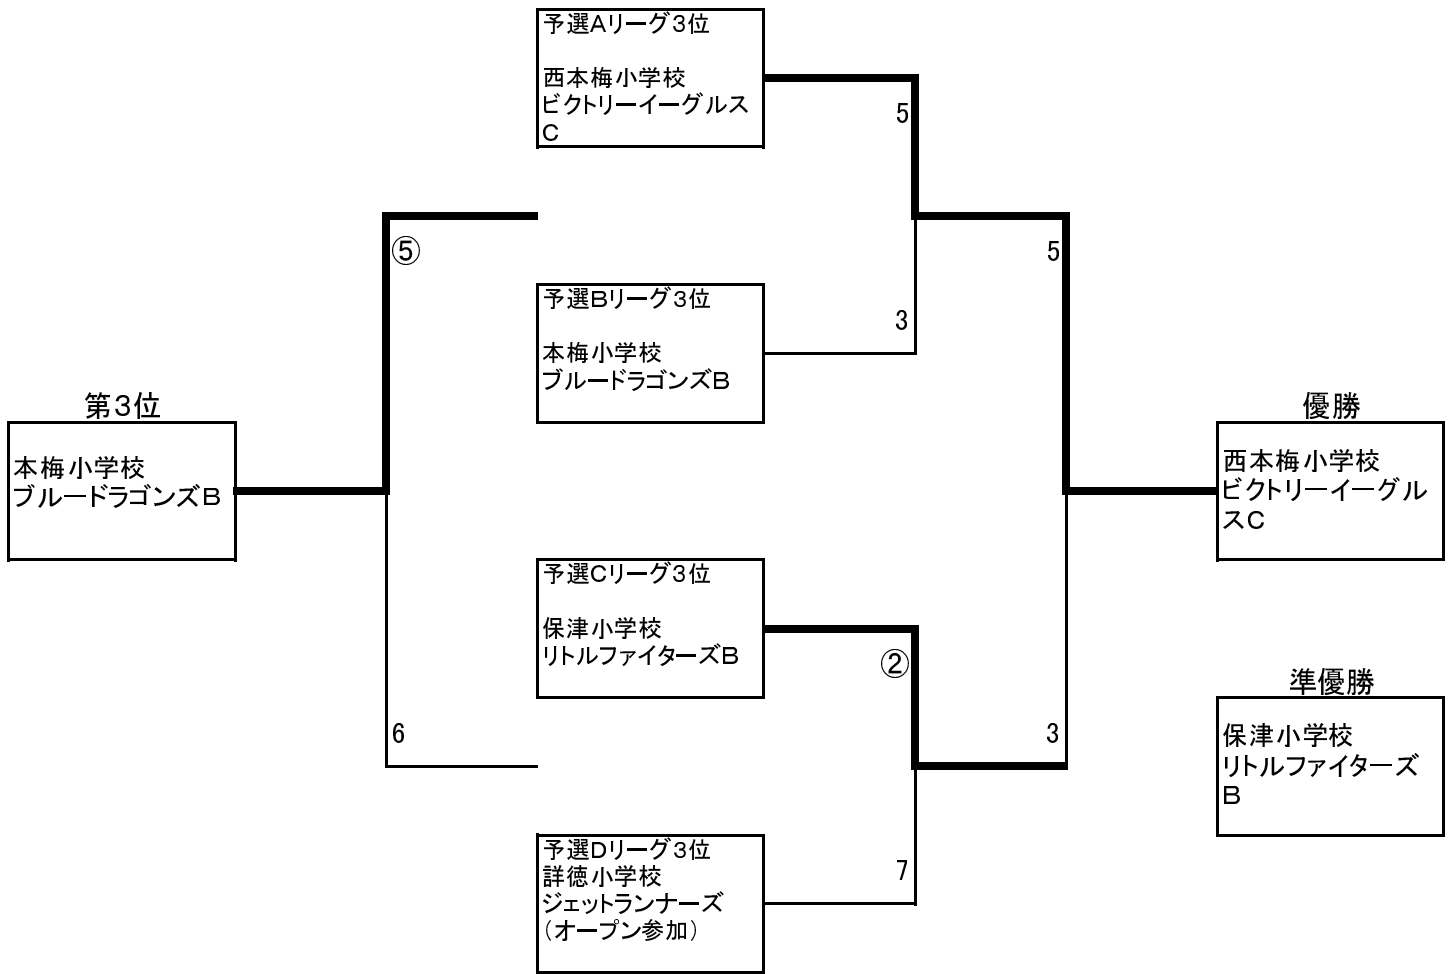 予選Aリーグ3位
西本梅小学校
ビクトリーイーグルス
C
5
⑤
5
予選Bリーグ3位
本梅小学校
ブルードラゴンズB
3
第3位
本梅小学校
ブルードラゴンズB
優勝
西本梅小学校
ビクトリーイーグル
スC
予選Cリーグ3位
保津小学校
リトルファイターズB
②
6
3
準優勝
保津小学校
リトルファイターズ
B
予選Dリーグ3位
詳徳小学校
ジェットランナーズ
（オープン参加）
7